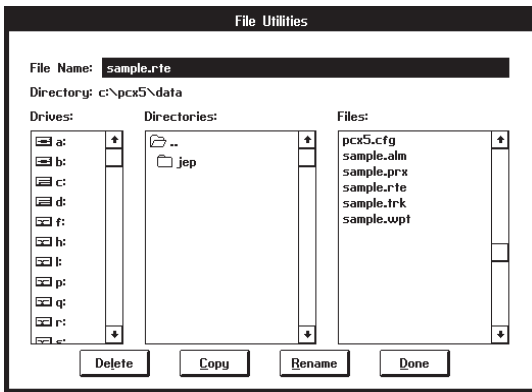 File Utilities
File Name: sample.rte
Directory: c:\pcx5\data
Drives:
a:
b:
c:
d:
f:
h:
l:
p:
q:
r:
Directories:
..
jep
Files:
pcx5.cfg
sample.alm
sample.prx
sample.rte
sample.trk
sample.wpt
Delete Copy Rename Done